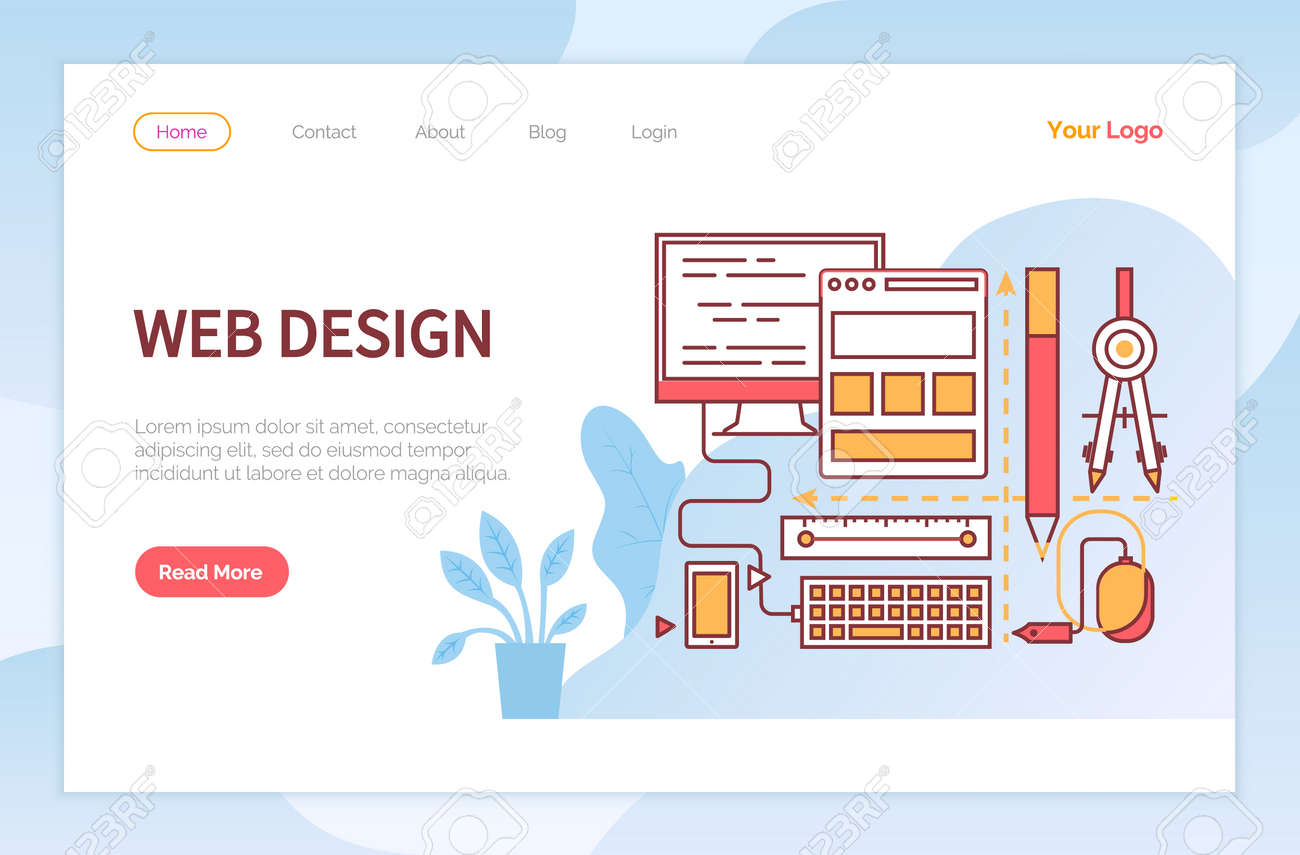 Home Contact About Blog Login Your Logo
WEB DESIGN
Lorem ipsum dolor sit amet, consectetur
adipiscing elit, sed do eiusmod tempor
incididunt ut labore et dolore magna aliqua.
Read More
123RF